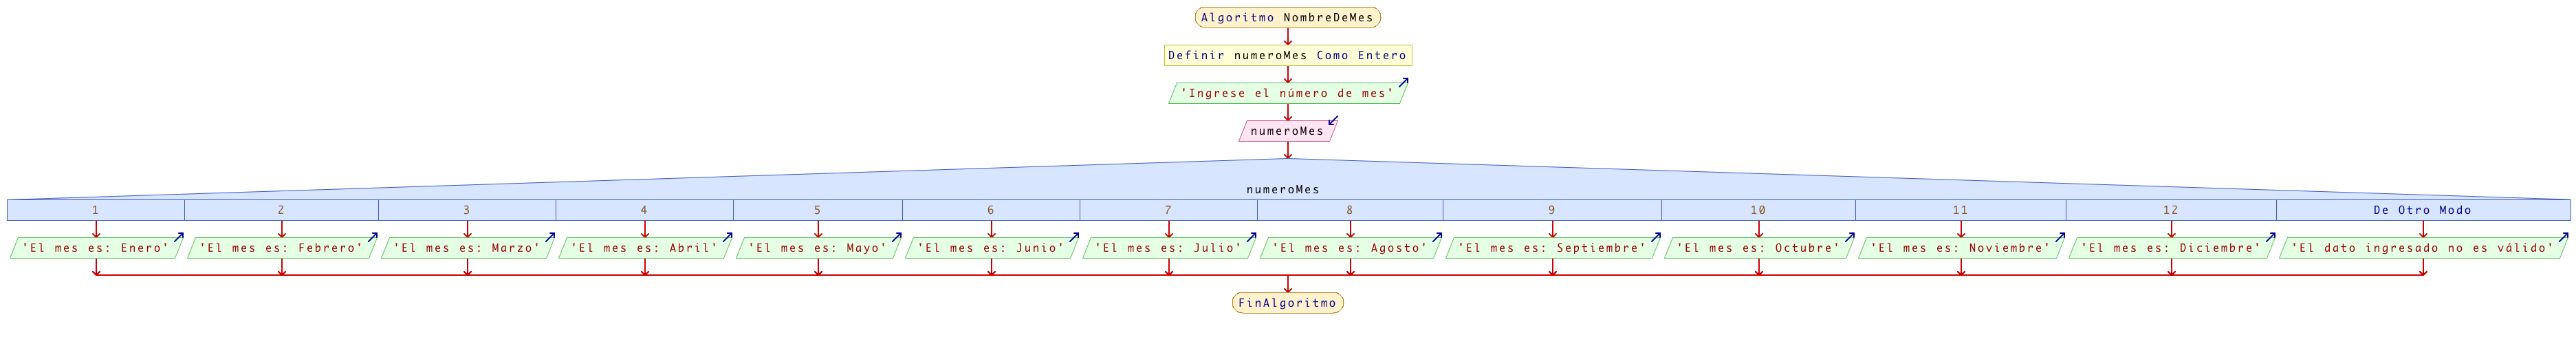 Algoritmo NombreDeMes
Definir numeroMes Como Entero
'Ingrese el número de mes'
numeroMes
numeroMes
1 2 3 4 5 6 7 8 9 10 11 12 De Otro Modo
'El mes es: Enero' 'El mes es: Febrero' 'El mes es: Marzo' 'El mes es: Abril' 'El mes es: Mayo' 'El mes es: Junio' 'El mes es: Julio' 'El mes es: Agosto' 'El mes es: Septiembre' 'El mes es: Octubre' 'El mes es: Noviembre' 'El mes es: Diciembre' 'El dato ingresado no es válido'
FinAlgoritmo